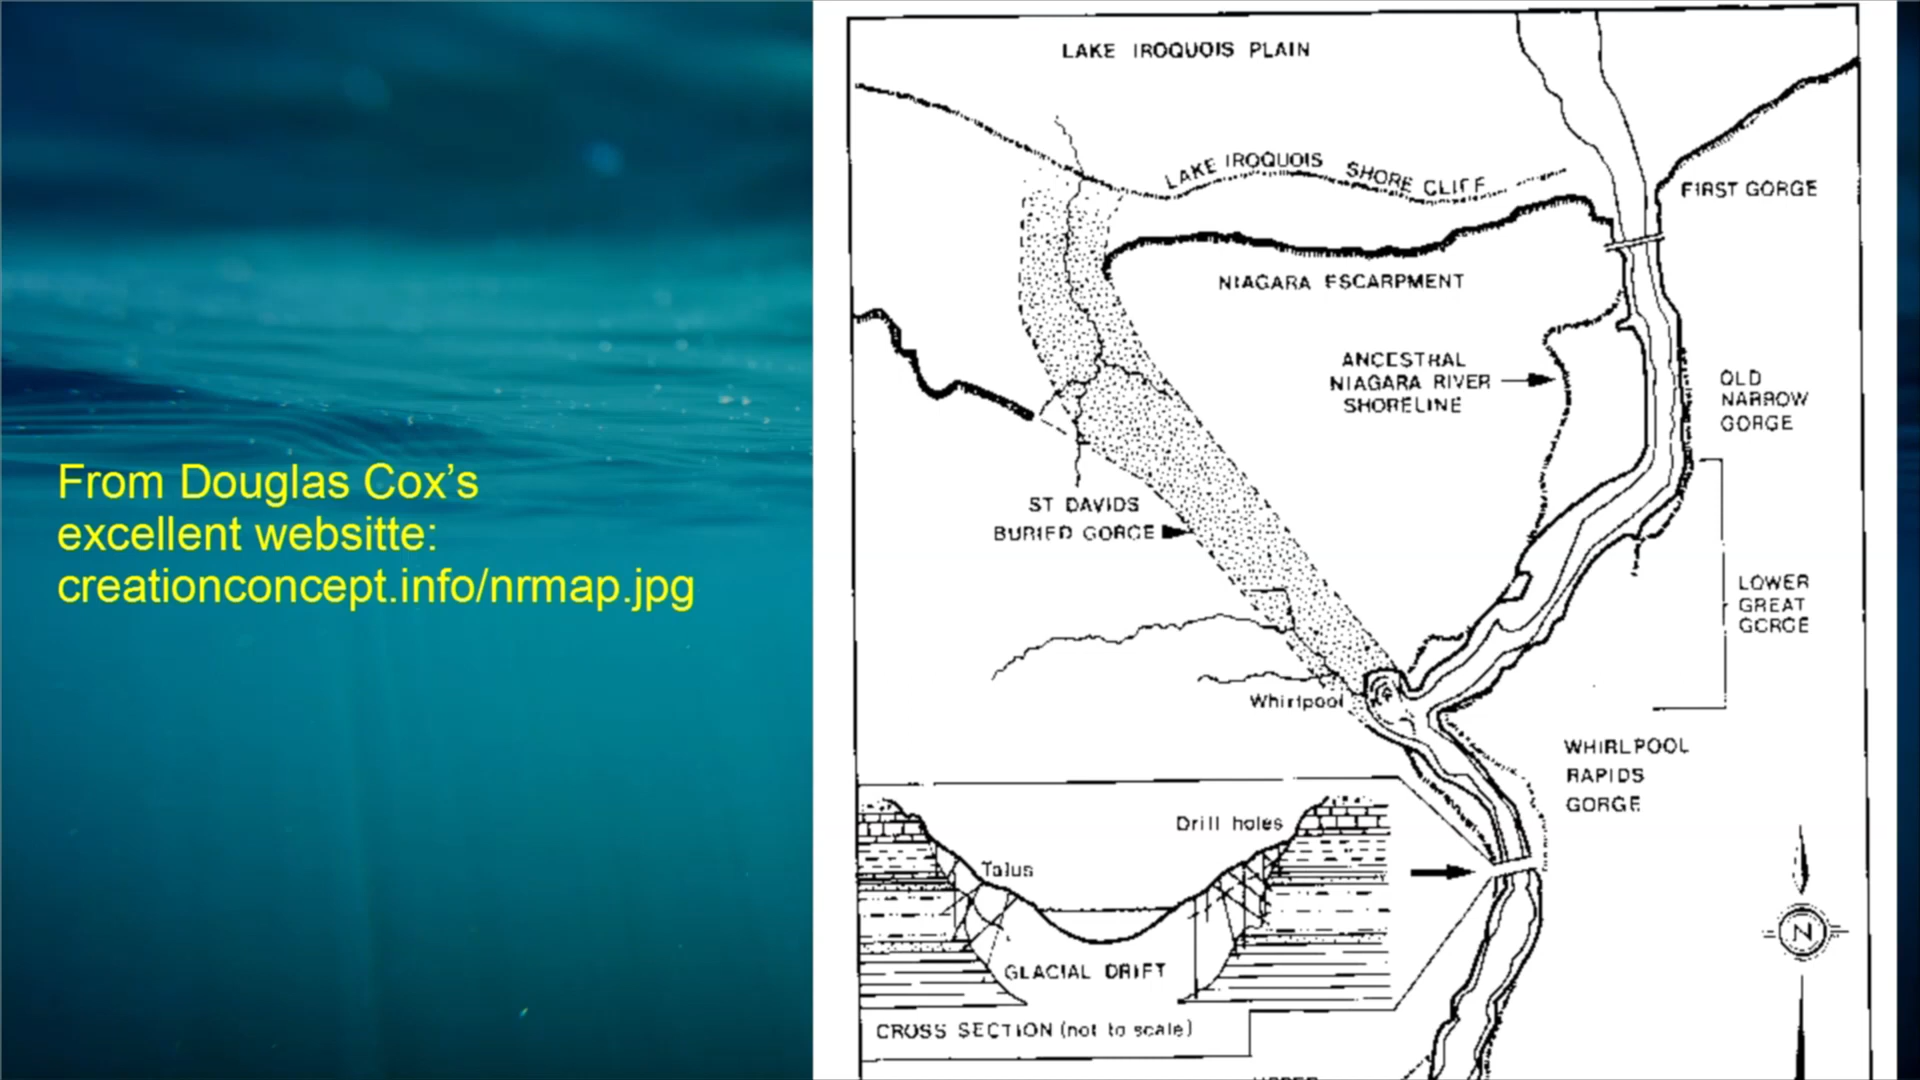 From Douglas Cox’s
excellent websitte:
creationconcept.info/nrmap.jpg
LAKE IROQUOIS PLAIN
LAKE IROQUOIS SHORE CLIFF
FIRST GORGE
NIAGARA ESCARPMENT
ANCESTRAL
NIAGARA RIVER
SHORELINE
OLD
NARROW
GORGE
ST DAVIDS
BURIED GORGE
LOWER
GREAT
GORGE
Whirlpool
WHIRLPOOL
RAPIDS
GORGE
Drill holes
Talus
GLACIAL DRIFT
N
CROSS SECTION (not to scale)